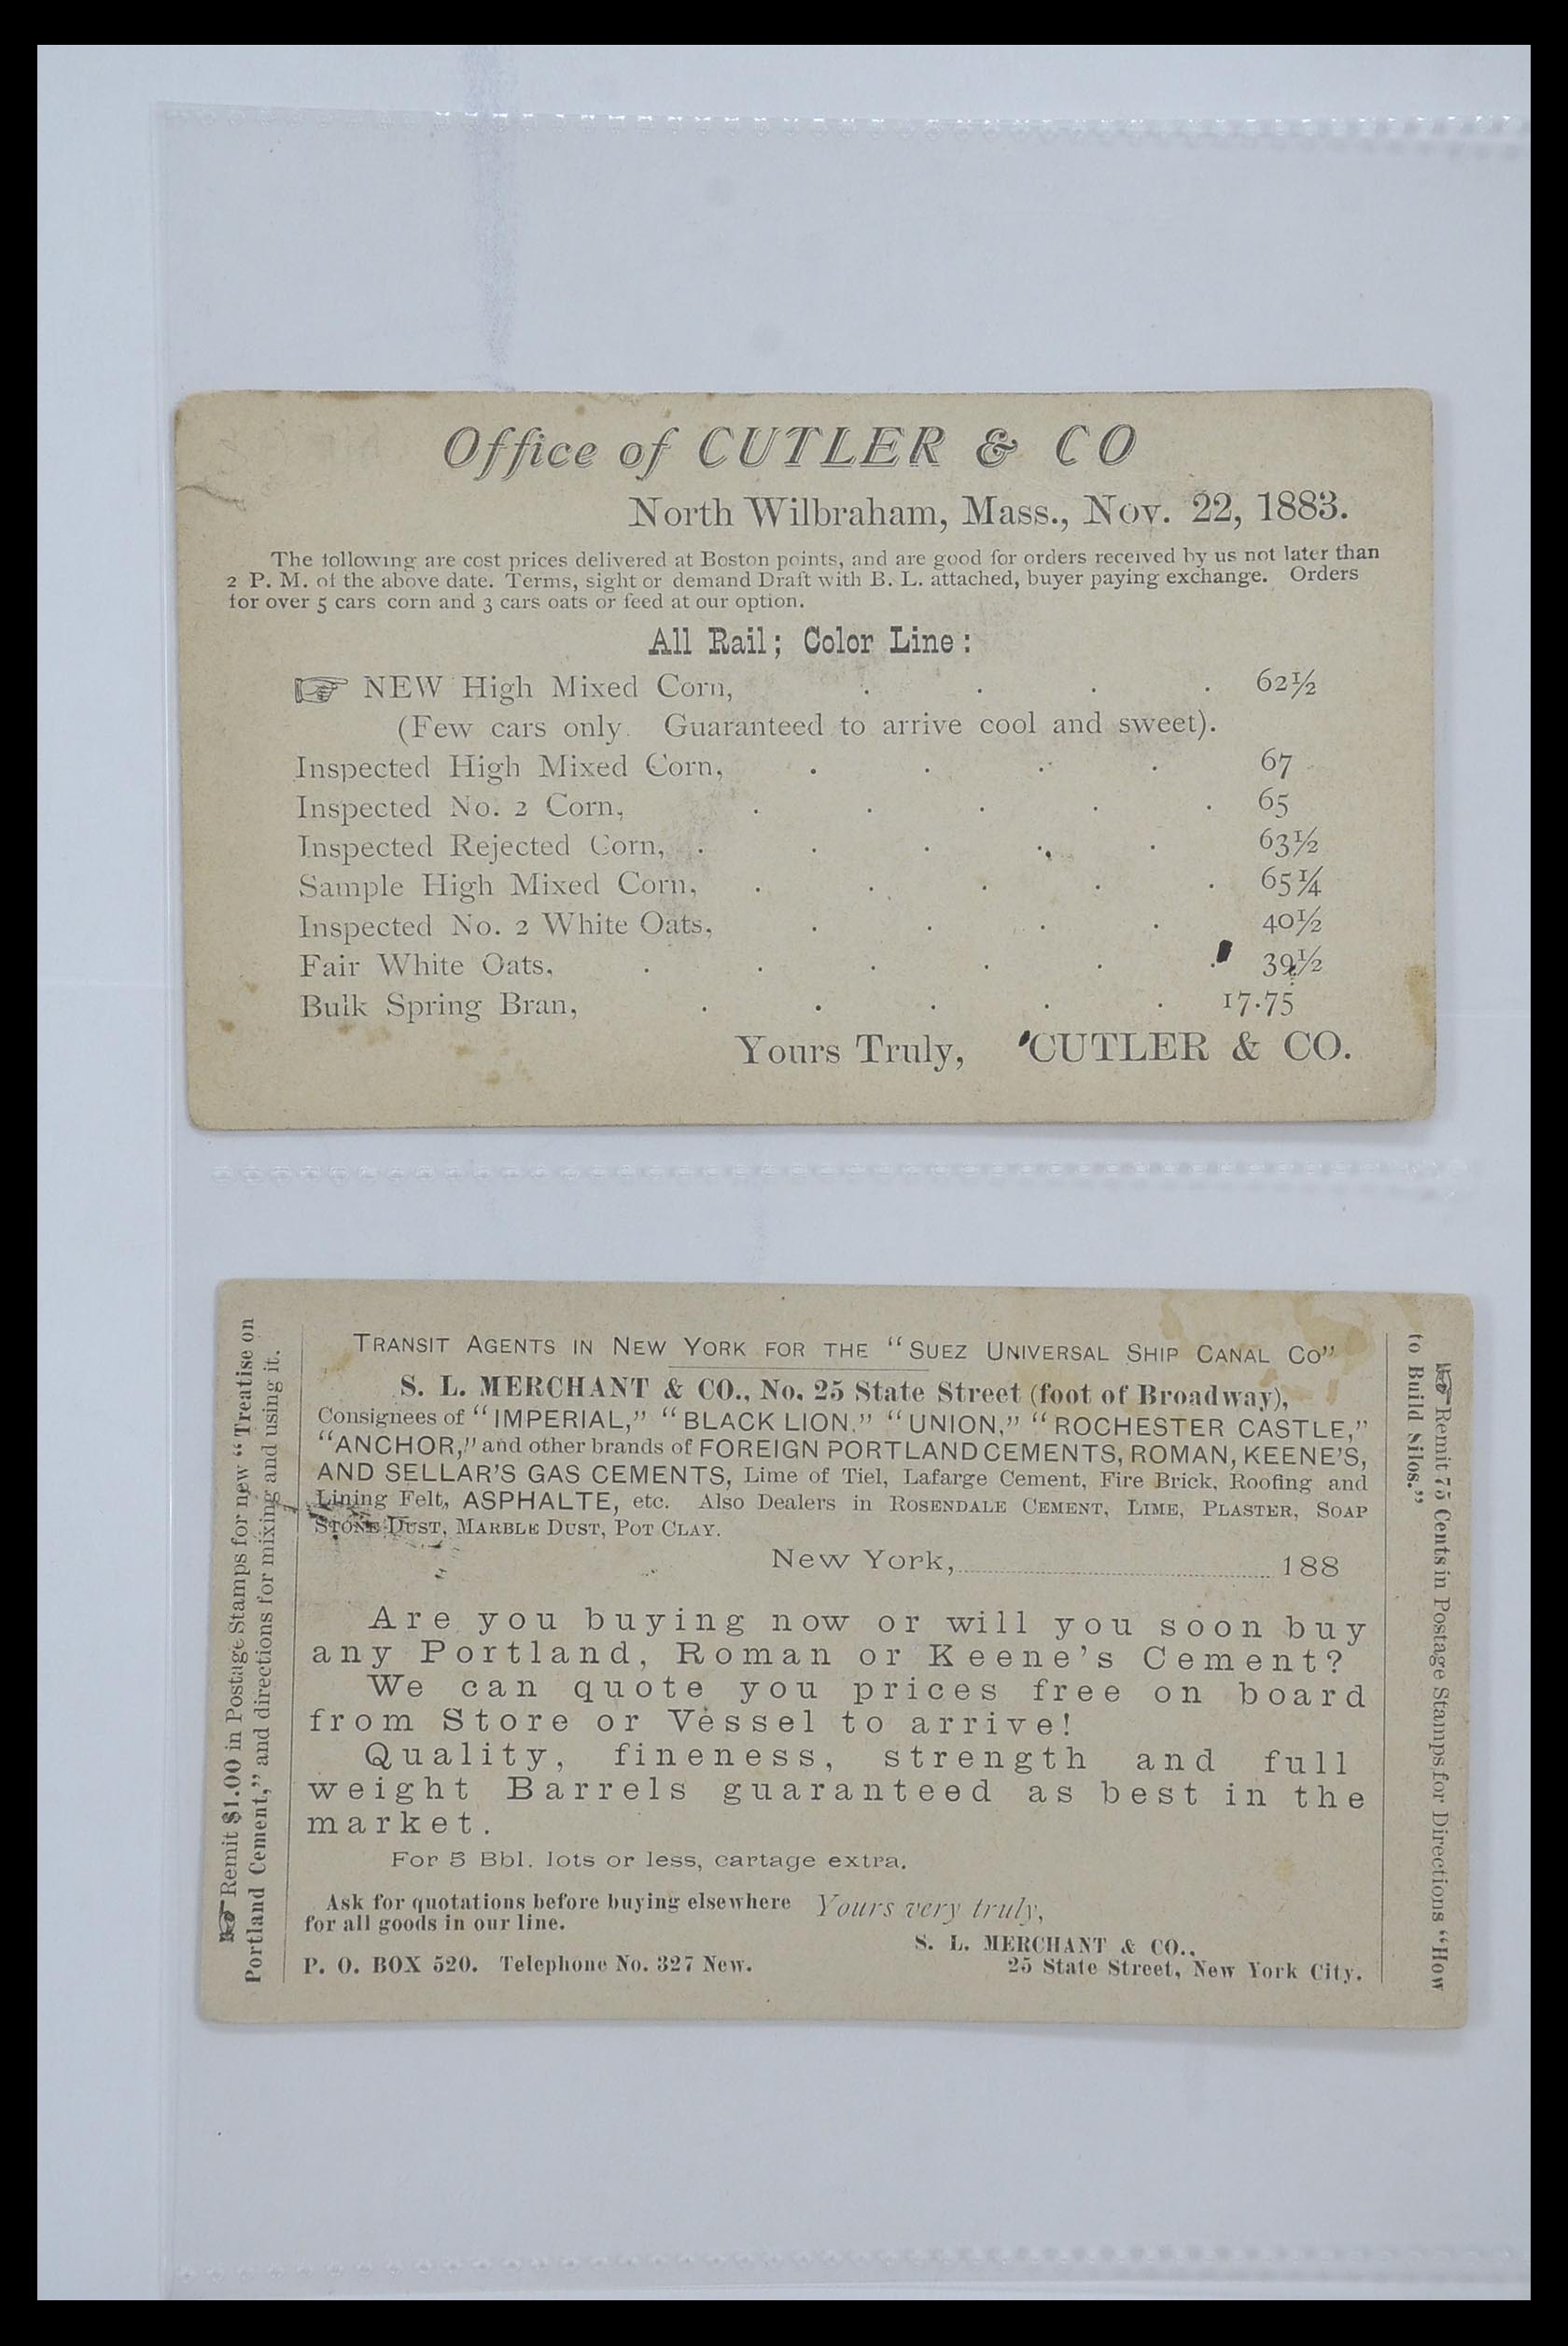 Office of CUTLER & CO
North Wilbraham, Mass., Nov. 22, 1883.
The following are cost prices delivered at Boston points, and are good for orders received by us not later than
2 P. M. of the above date. Terms, sight or demand Draft with B. L. attached, buyer paying exchange. Orders
for over 5 cars corn and 3 cars oats or feed at our option.
All Rail; Color Line:
☞ NEW High Mixed Corn, . . . . 62½
(Few cars only. Guaranteed to arrive cool and sweet).
Inspected High Mixed Corn, . . . . 67
Inspected No. 2 Corn, . . . . . 65
Inspected Rejected Corn, . . . . . 63½
Sample High Mixed Corn, . . . . . 65¼
Inspected No. 2 White Oats, . . . . 40½
Fair White Oats, . . . . . . 39½
Bulk Spring Bran, . . . . . 17.75
Yours Truly, CUTLER & CO.
☞ Remit $1.00 in Postage Stamps for new "Treatise on
Portland Cement," and directions for mixing and using it.
TRANSIT AGENTS IN NEW YORK FOR THE "SUEZ UNIVERSAL SHIP CANAL CO"
S. L. MERCHANT & CO., No. 25 State Street (foot of Broadway),
Consignees of "IMPERIAL," "BLACK LION," "UNION," "ROCHESTER CASTLE,"
"ANCHOR," and other brands of FOREIGN PORTLAND CEMENTS, ROMAN, KEENE'S,
AND SELLAR'S GAS CEMENTS, Lime of Tiel, Lafarge Cement, Fire Brick, Roofing and
Lining Felt, ASPHALTE, etc. Also Dealers in ROSENDALE CEMENT, LIME, PLASTER, SOAP
STONE DUST, MARBLE DUST, POT CLAY.
New York, 188
Are you buying now or will you soon buy
any Portland, Roman or Keene's Cement?
We can quote you prices free on board
from Store or Vessel to arrive!
Quality, fineness, strength and full
weight Barrels guaranteed as best in the
market.
For 5 Bbl. lots or less, cartage extra.
Ask for quotations before buying elsewhere
for all goods in our line.
Yours very truly,
S. L. MERCHANT & CO.,
P. O. BOX 520. Telephone No. 327 New.
25 State Street, New York City.
☞ Remit 75 Cents in Postage Stamps for Directions "How
to Build Silos."